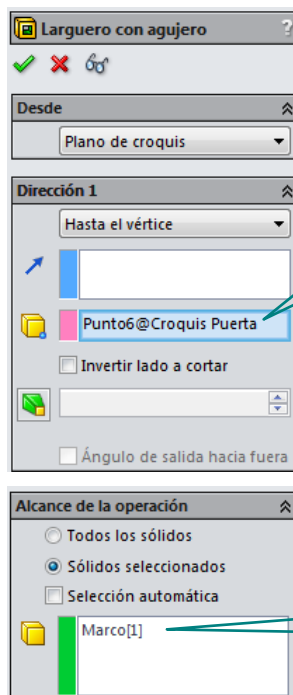 Larguero con agujero ?
Desde
Plano de croquis
Dirección 1
Hasta el vértice
Punto6@Croquis Puerta
Invertir lado a cortar
Ángulo de salida hacia fuera
Alcance de la operación
Todos los sólidos
Sólidos seleccionados
Selección automática
Marco[1]